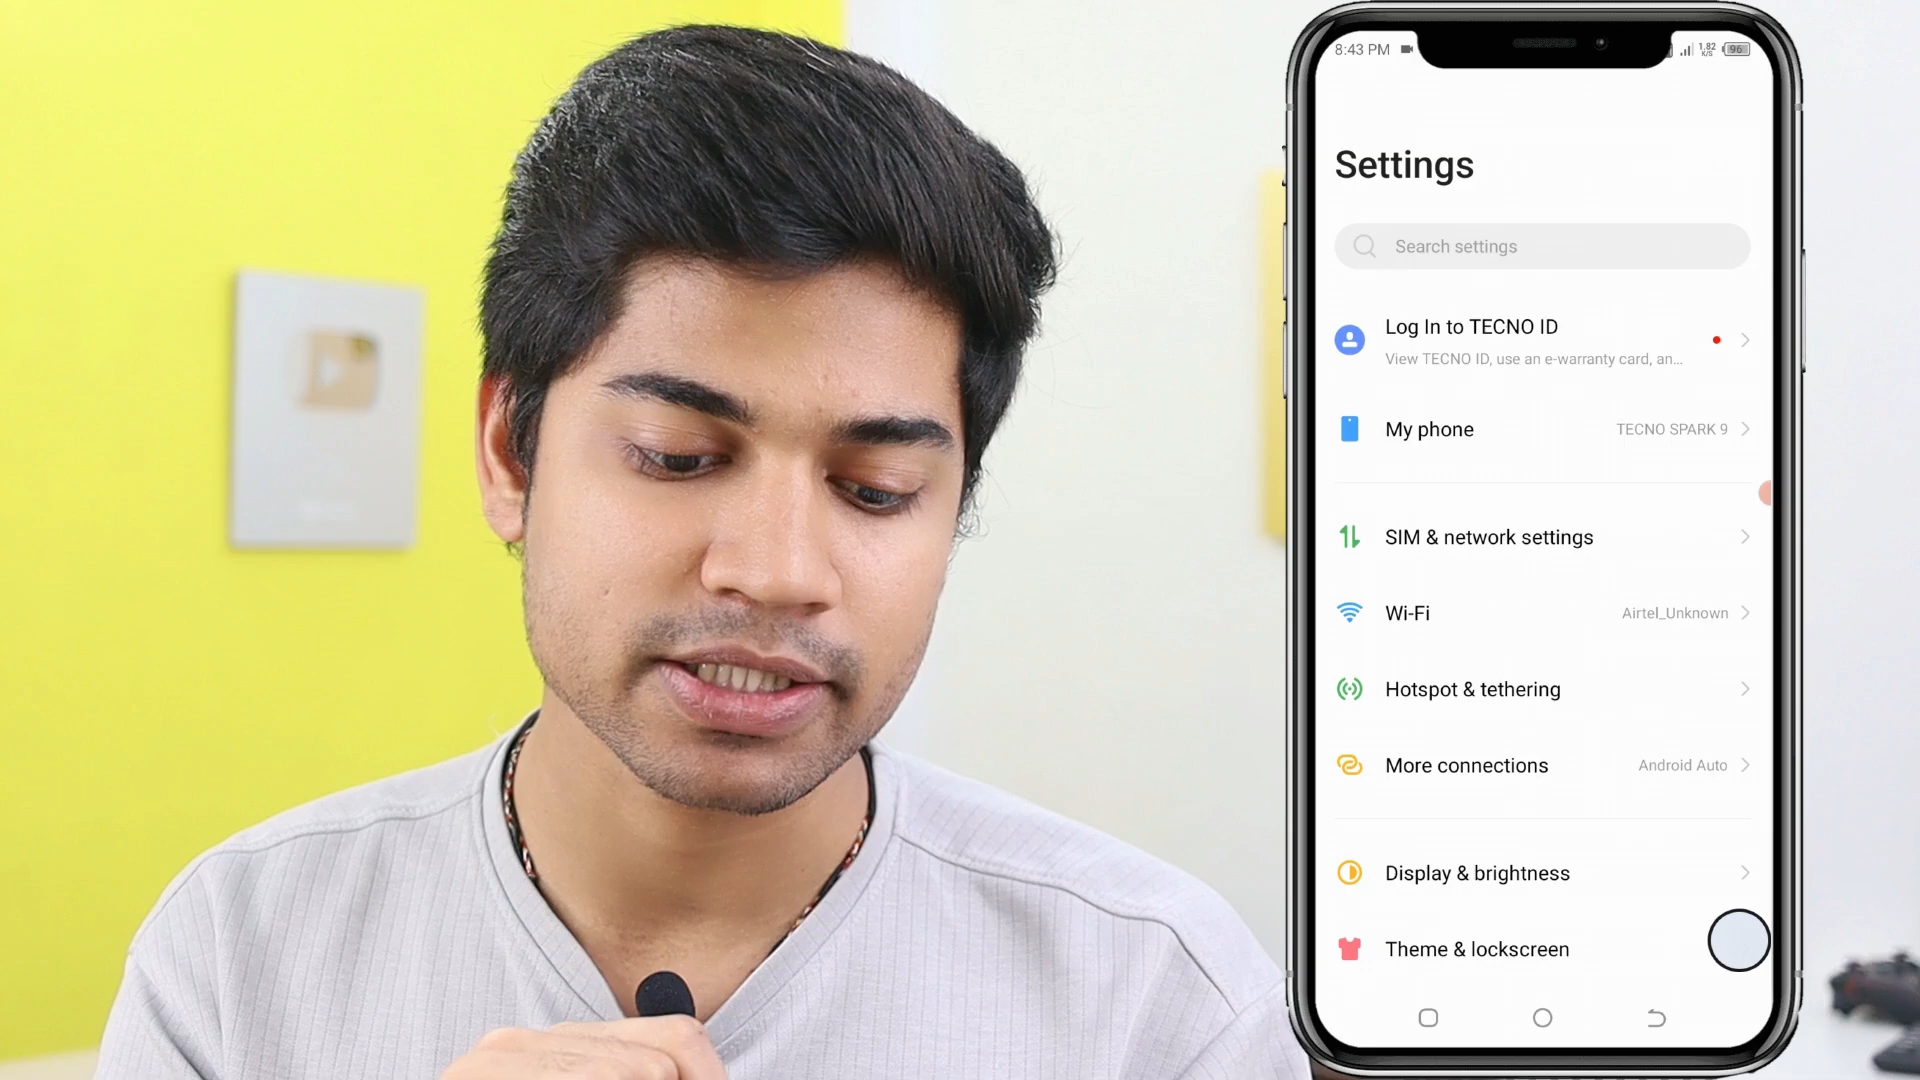 8:43 PM
1.82
K/S
96
Settings
Search settings
Log In to TECNO ID
View TECNO ID, use an e-warranty card, an...
My phone
TECNO SPARK 9
SIM & network settings
Wi-Fi
Airtel_Unknown
Hotspot & tethering
More connections
Android Auto
Display & brightness
Theme & lockscreen